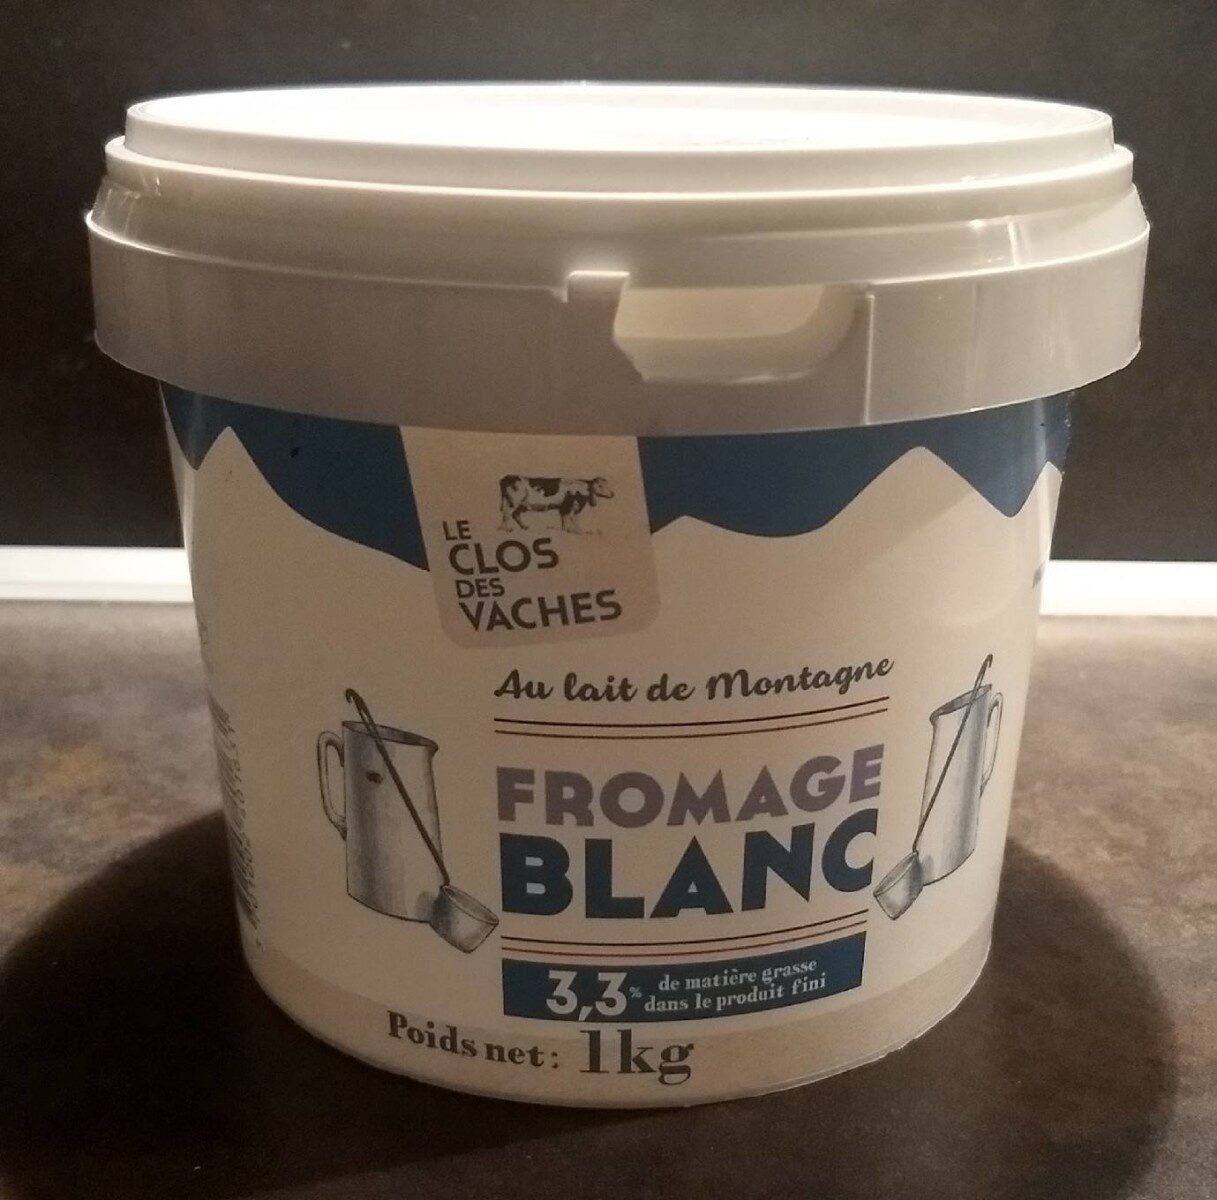 LE
CLOS
DES
VACHES
Au lait de Montagne
FROMAGE
BLANC
3,3% de matière grasse
dans le produit fini
Poids net: 1kg